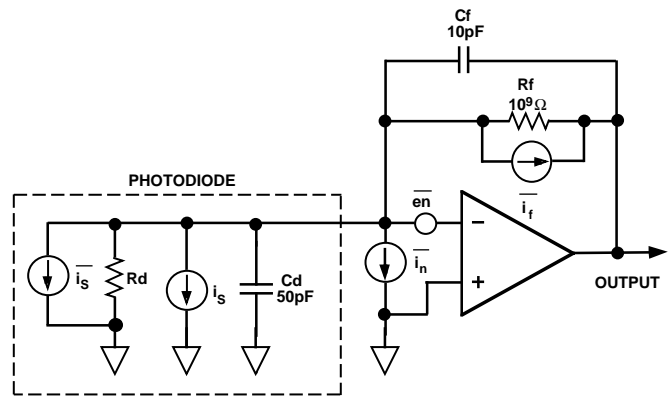 Cf
10pF
Rf
10⁹Ω
i_f
PHOTODIODE
en
i_S
Rd
i_S
Cd
50pF
i_n
−
+
OUTPUT